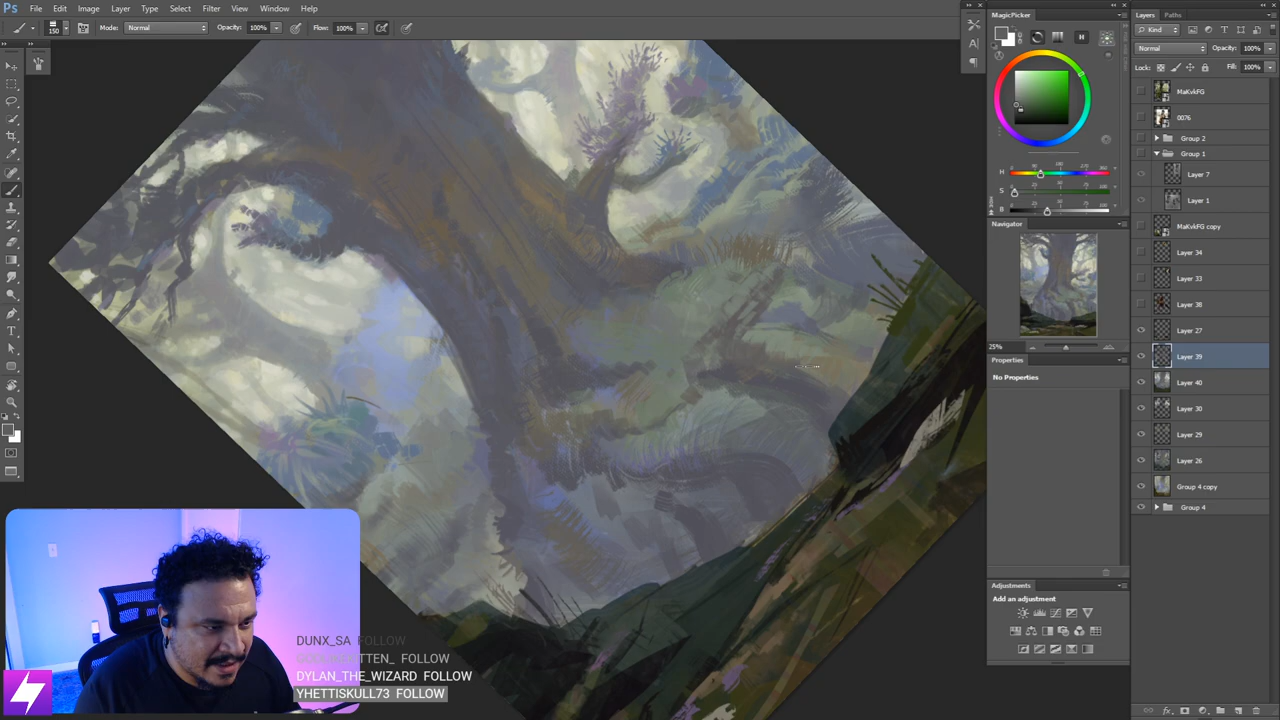 Ps File Edit Image Layer Type Select Filter View Window Help
150 Mode: Normal Opacity: 100% Flow: 100%
MagicPicker
H
H
S
B
Navigator
25%
Properties
No Properties
Adjustments
Add an adjustment
Layers Paths
Kind
Normal Opacity: 100%
Lock: Fill: 100%
MaKvkFG
0076
Group 2
Group 1
Layer 7
Layer 1
MaKvkFG copy
Layer 34
Layer 33
Layer 38
Layer 27
Layer 39
Layer 40
Layer 30
Layer 29
Layer 26
Group 4 copy
Group 4
DUNX_SA FOLLOW
FOLLOW
DYLAN_THE_WIZARD FOLLOW
YHETTISKULL73 FOLLOW